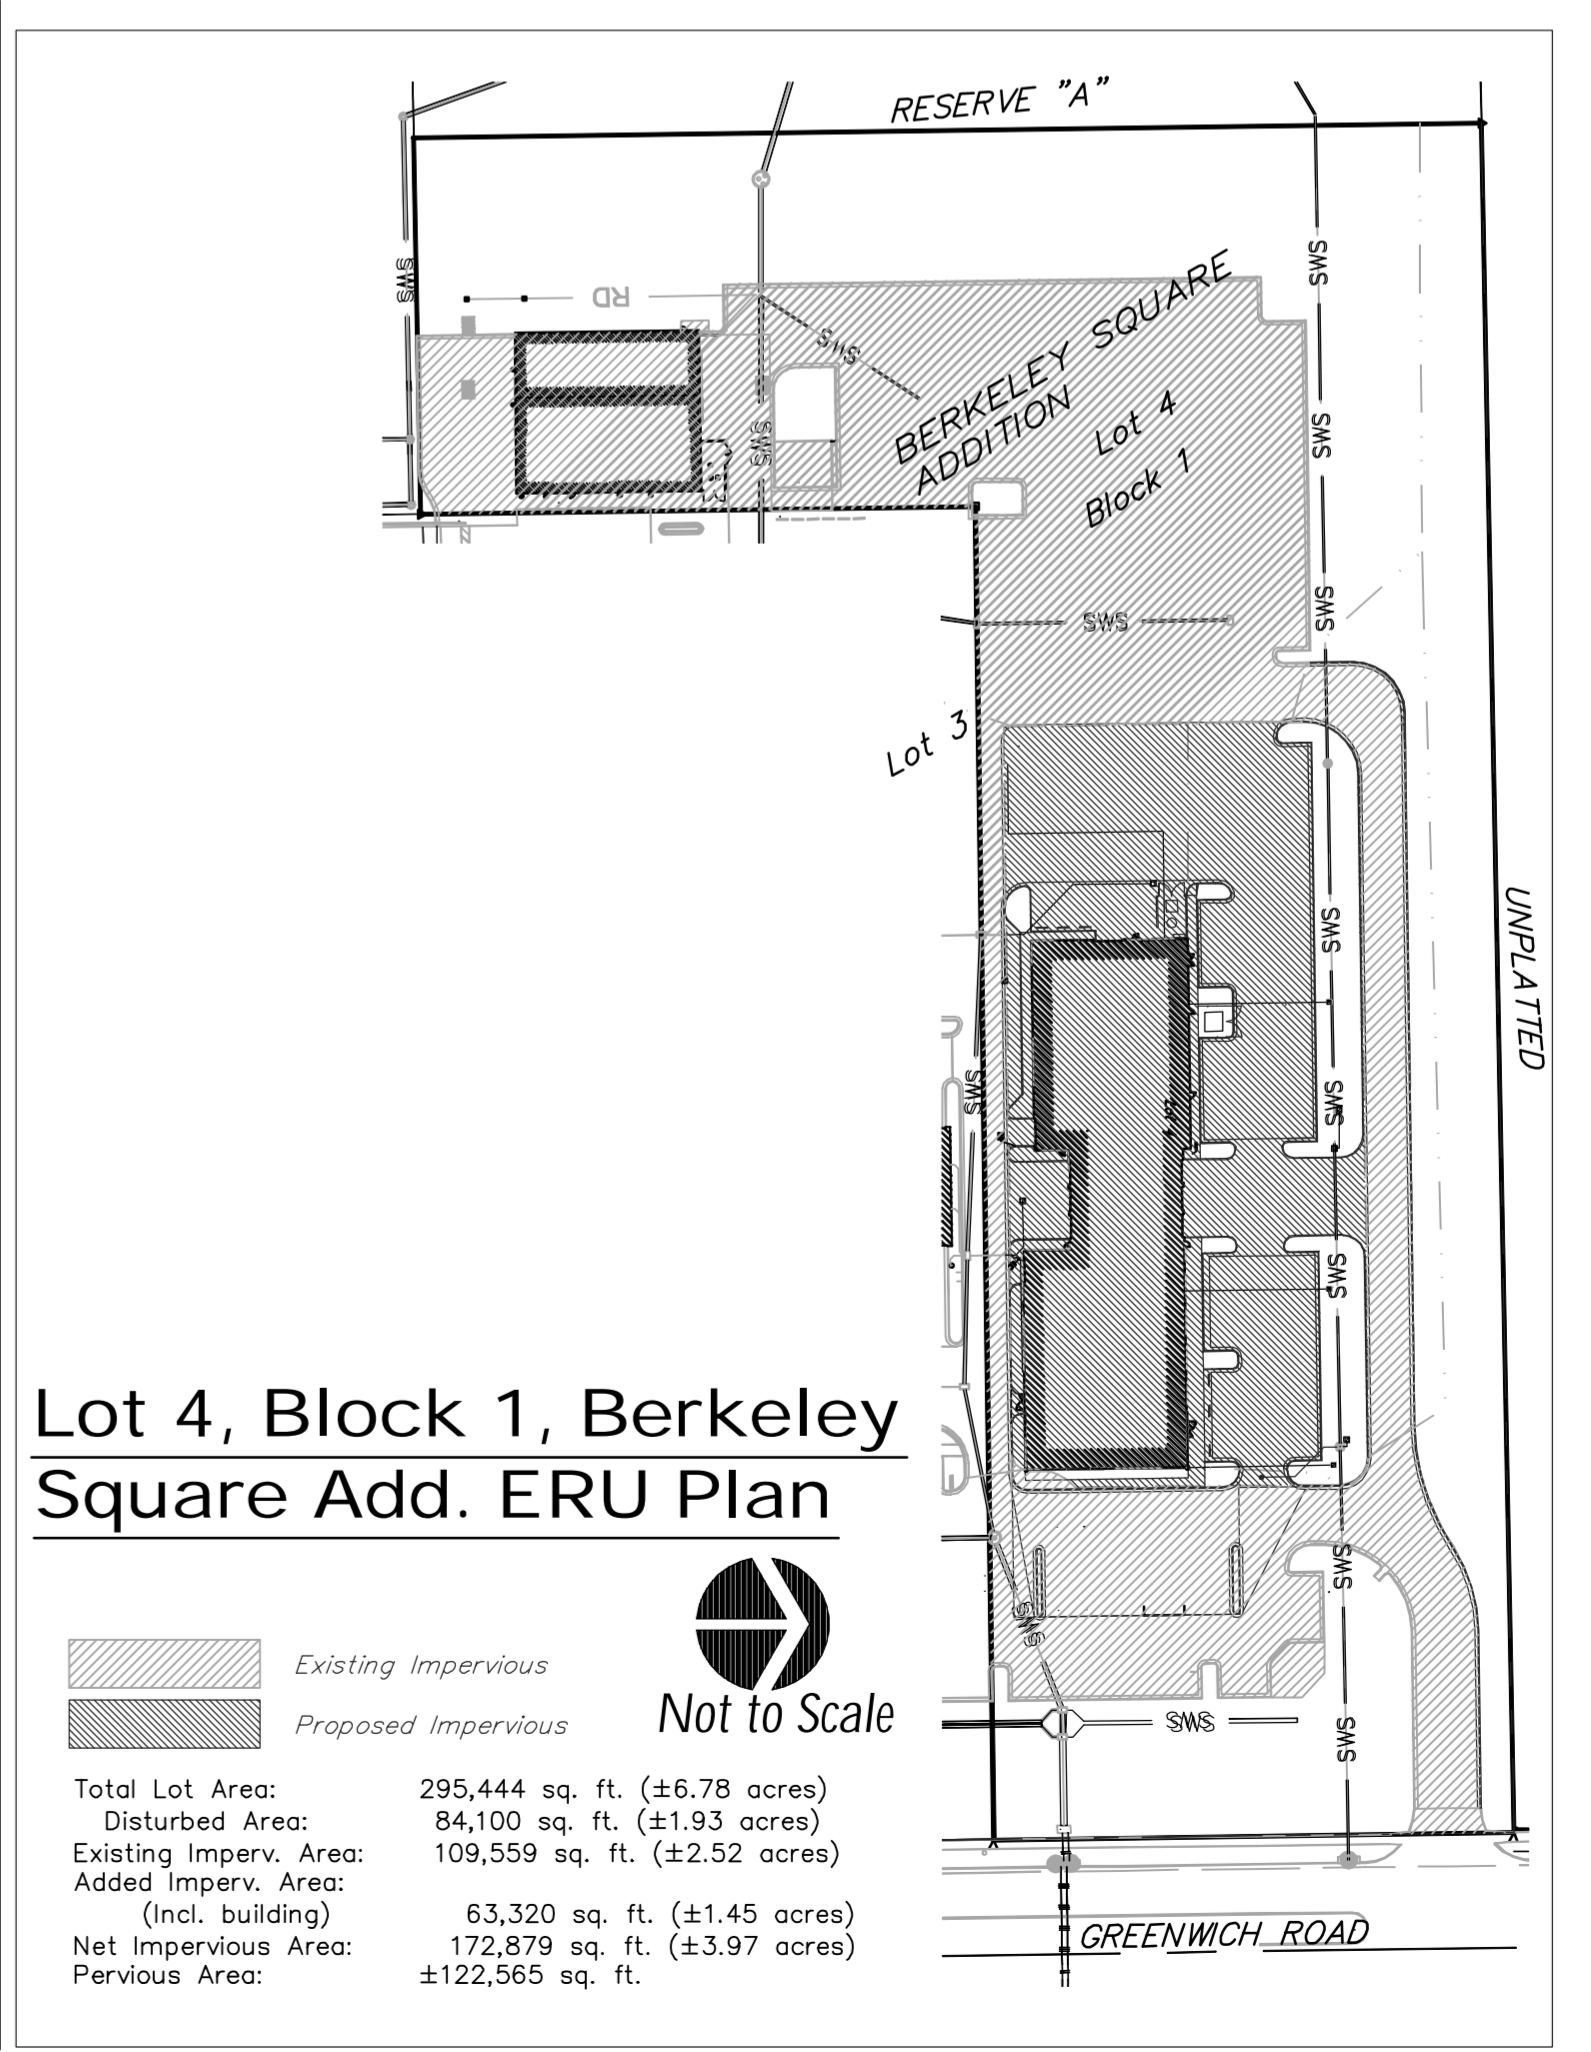 RESERVE "A"
SWS
SWS
RD
SWS
BERKELEY SQUARE
ADDITION
Lot 4
Block 1
SWS
SWS
SWS
SWS
Lot 3
UNPLATTED
SWS
SWS
SWS
SWS
Lot 4, Block 1, Berkeley
Square Add. ERU Plan
SWS
SWS
Existing Impervious
Proposed Impervious
Not to Scale
SWS
SWS
Total Lot Area: 295,444 sq. ft. (±6.78 acres)
Disturbed Area: 84,100 sq. ft. (±1.93 acres)
Existing Imperv. Area: 109,559 sq. ft. (±2.52 acres)
Added Imperv. Area:
(Incl. building) 63,320 sq. ft. (±1.45 acres)
Net Impervious Area: 172,879 sq. ft. (±3.97 acres)
Pervious Area: ±122,565 sq. ft.
GREENWICH ROAD